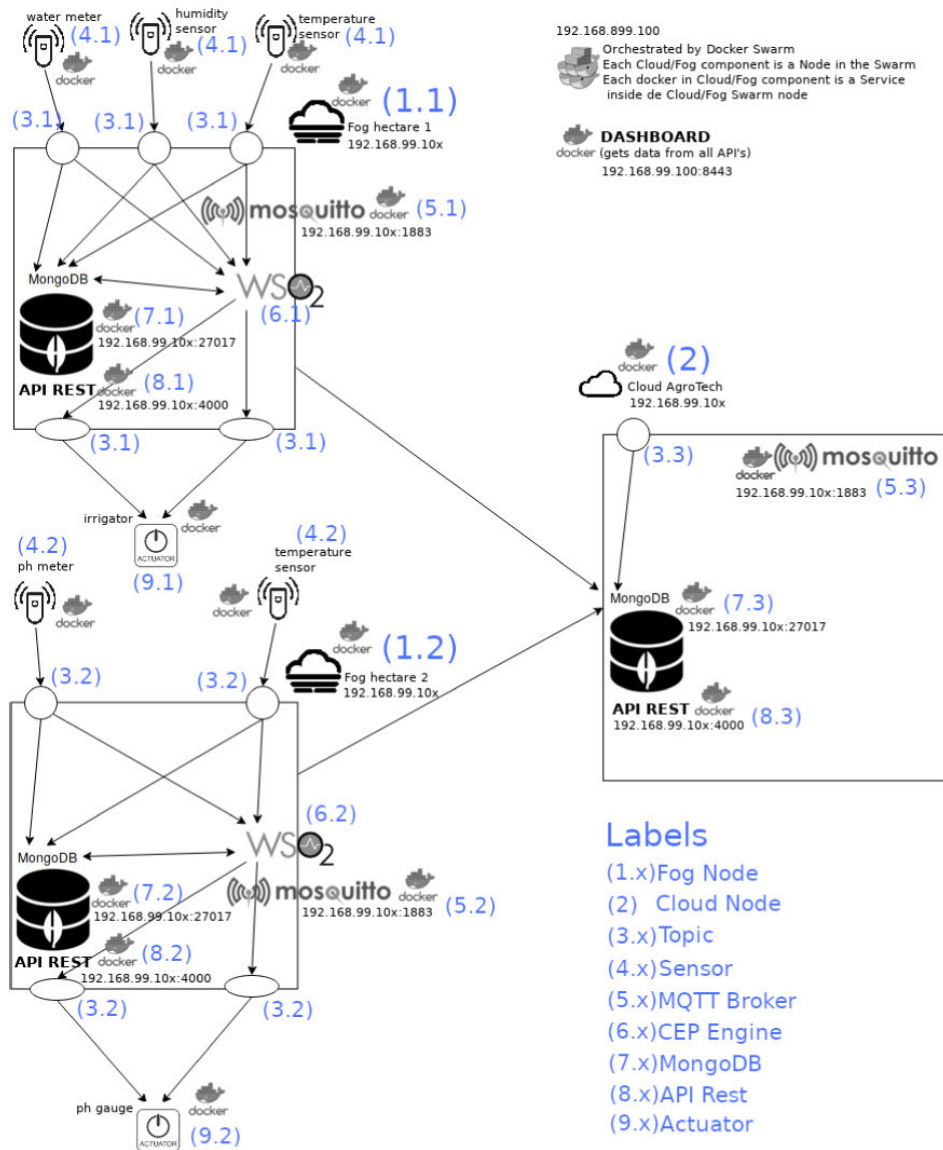 water meter
humidity
sensor
temperature
sensor
(4.1)
(4.1)
(4.1)
docker
docker
docker
(3.1)
(3.1)
(3.1)
docker
(1.1)
Fog hectare 1
192.168.99.10x
mosquitto
docker
(5.1)
192.168.99.10x:1883
MongoDB
WSO2
(6.1)
docker
(7.1)
192.168.99.10x:27017
API REST
docker
(8.1)
192.168.99.10x:4000
(3.1)
(3.1)
irrigator
docker
ACTUATOR
(9.1)
192.168.899.100
Orchestrated by Docker Swarm
Each Cloud/Fog component is a Node in the Swarm
Each docker in Cloud/Fog component is a Service
inside de Cloud/Fog Swarm node
docker
DASHBOARD
(gets data from all API's)
192.168.99.100:8443
docker
(2)
Cloud AgroTech
192.168.99.10x
(3.3)
docker
mosquitto
192.168.99.10x:1883
(5.3)
MongoDB
docker
(7.3)
192.168.99.10x:27017
API REST
docker
(8.3)
192.168.99.10x:4000
(4.2)
ph meter
docker
(4.2)
temperature
sensor
docker
docker
(1.2)
Fog hectare 2
192.168.99.10x
(3.2)
(3.2)
(6.2)
MongoDB
WSO2
mosquitto
docker
(5.2)
192.168.99.10x:1883
docker
(7.2)
192.168.99.10x:27017
API REST
docker
(8.2)
192.168.99.10x:4000
(3.2)
(3.2)
ph gauge
docker
ACTUATOR
(9.2)
Labels
(1.x)Fog Node
(2) Cloud Node
(3.x)Topic
(4.x)Sensor
(5.x)MQTT Broker
(6.x)CEP Engine
(7.x)MongoDB
(8.x)API Rest
(9.x)Actuator